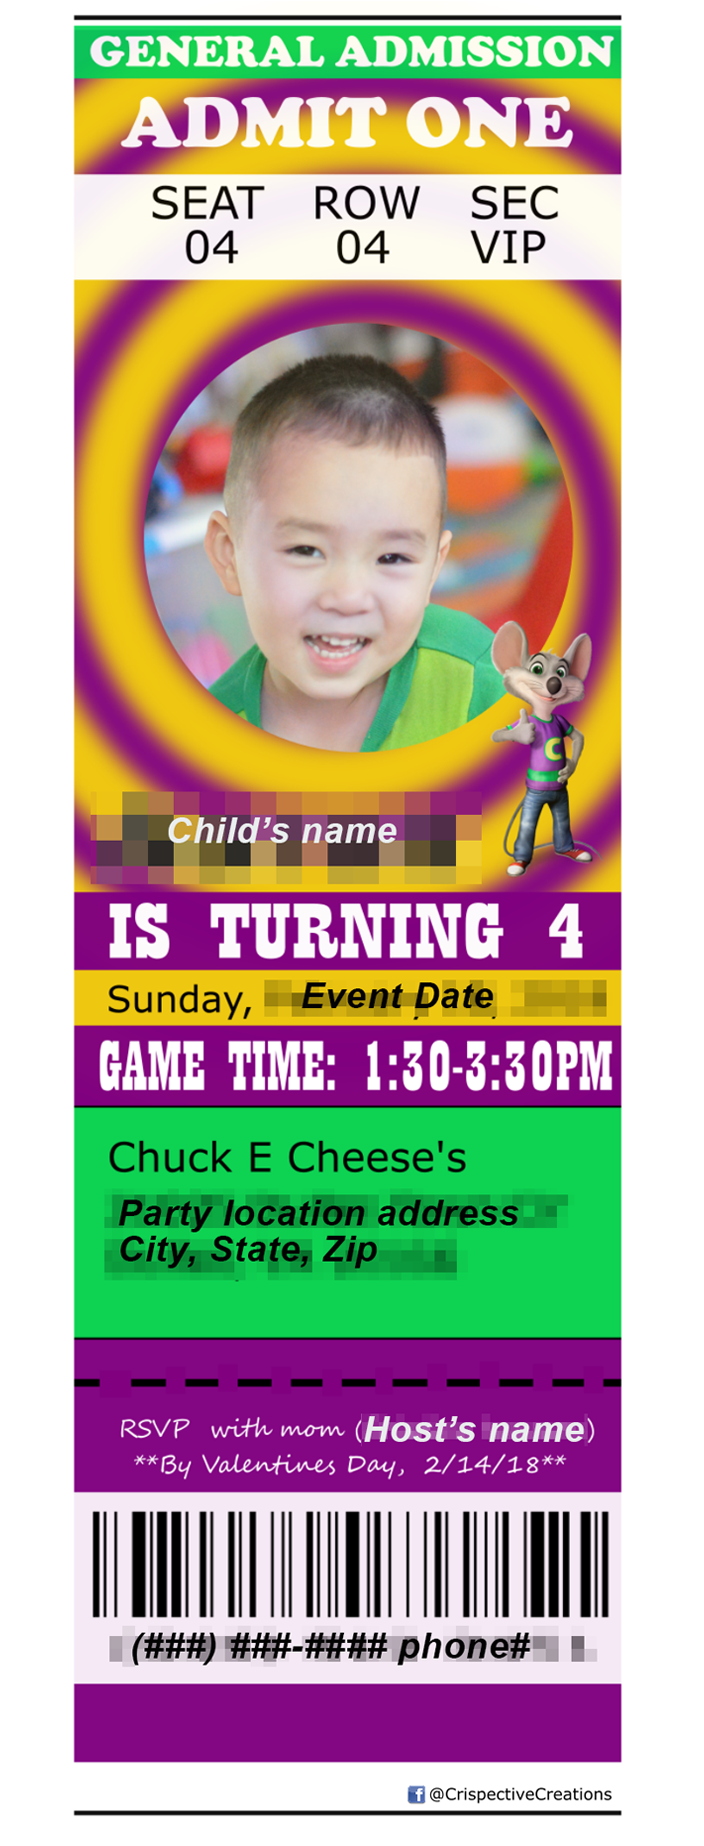 GENERAL ADMISSION
ADMIT ONE
SEAT ROW SEC
04 04 VIP
C
Child's name
IS TURNING 4
Sunday, Event Date
GAME TIME: 1:30-3:30PM
Chuck E Cheese's
Party location address
City, State, Zip
RSVP with mom (Host's name)
**By Valentines Day, 2/14/18**
(###) ###-#### phone#
f @CrispectiveCreations